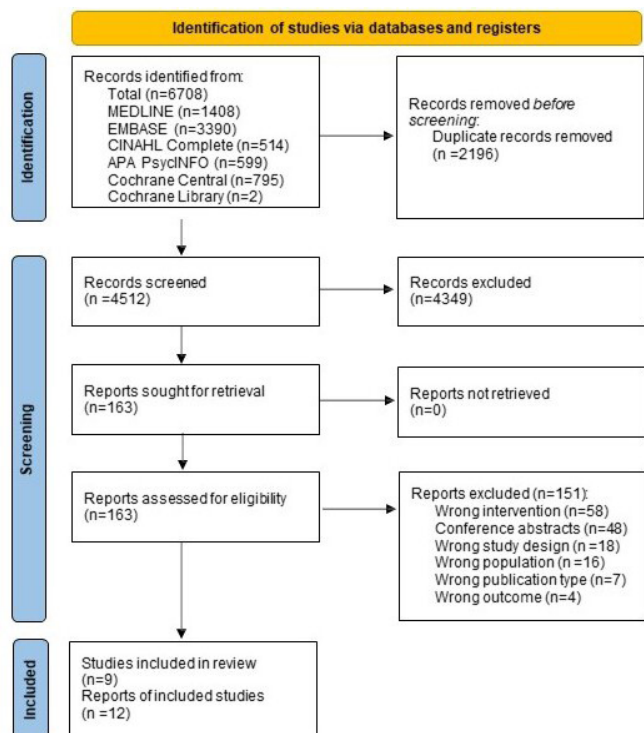 Identification of studies via databases and registers
Identification
Records identified from:
Total (n=6708)
MEDLINE (n=1408)
EMBASE (n=3390)
CINAHL Complete (n=514)
APA PsycINFO (n=599)
Cochrane Central (n=795)
Cochrane Library (n=2)
Records removed before
screening:
Duplicate records removed
(n =2196)
Screening
Records screened
(n =4512)
Records excluded
(n=4349)
Reports sought for retrieval
(n=163)
Reports not retrieved
(n=0)
Reports assessed for eligibility
(n=163)
Reports excluded (n=151):
Wrong intervention (n=58)
Conference abstracts (n=48)
Wrong study design (n =18)
Wrong population (n =16)
Wrong publication type (n=7)
Wrong outcome (n=4)
Included
Studies included in review
(n=9)
Reports of included studies
(n =12)